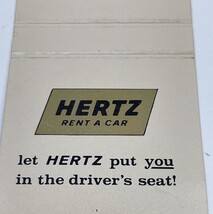 HERTZ
RENT A CAR
let HERTZ put you
in the driver's seat!